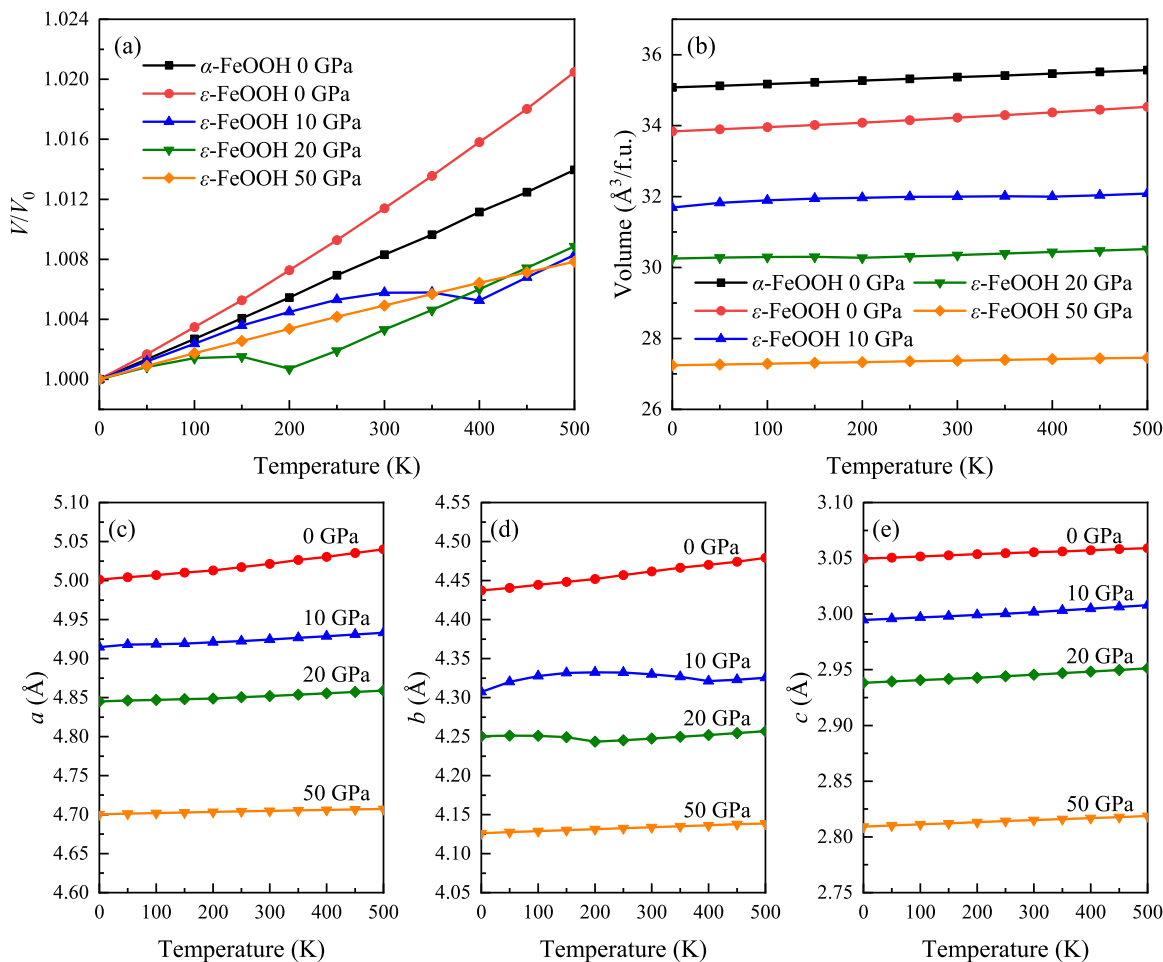 (a)
α-FeOOH 0 GPa
ε-FeOOH 0 GPa
ε-FeOOH 10 GPa
ε-FeOOH 20 GPa
ε-FeOOH 50 GPa
1.024
1.020
1.016
1.012
1.008
1.004
1.000
V/V0
0 100 200 300 400 500
Temperature (K)
(b)
36
34
32
30
28
26
Volume (Å3/f.u.)
α-FeOOH 0 GPa ε-FeOOH 20 GPa
ε-FeOOH 0 GPa ε-FeOOH 50 GPa
ε-FeOOH 10 GPa
0 100 200 300 400 500
Temperature (K)
(c)
5.10
5.05
5.00
4.95
4.90
4.85
4.80
4.75
4.70
4.65
4.60
a (Å)
0 GPa
10 GPa
20 GPa
50 GPa
0 100 200 300 400 500
Temperature (K)
(d)
4.55
4.50
4.45
4.40
4.35
4.30
4.25
4.20
4.15
4.10
4.05
b (Å)
0 GPa
10 GPa
20 GPa
50 GPa
0 100 200 300 400 500
Temperature (K)
(e)
3.10
3.05
3.00
2.95
2.90
2.85
2.80
2.75
c (Å)
0 GPa
10 GPa
20 GPa
50 GPa
0 100 200 300 400 500
Temperature (K)